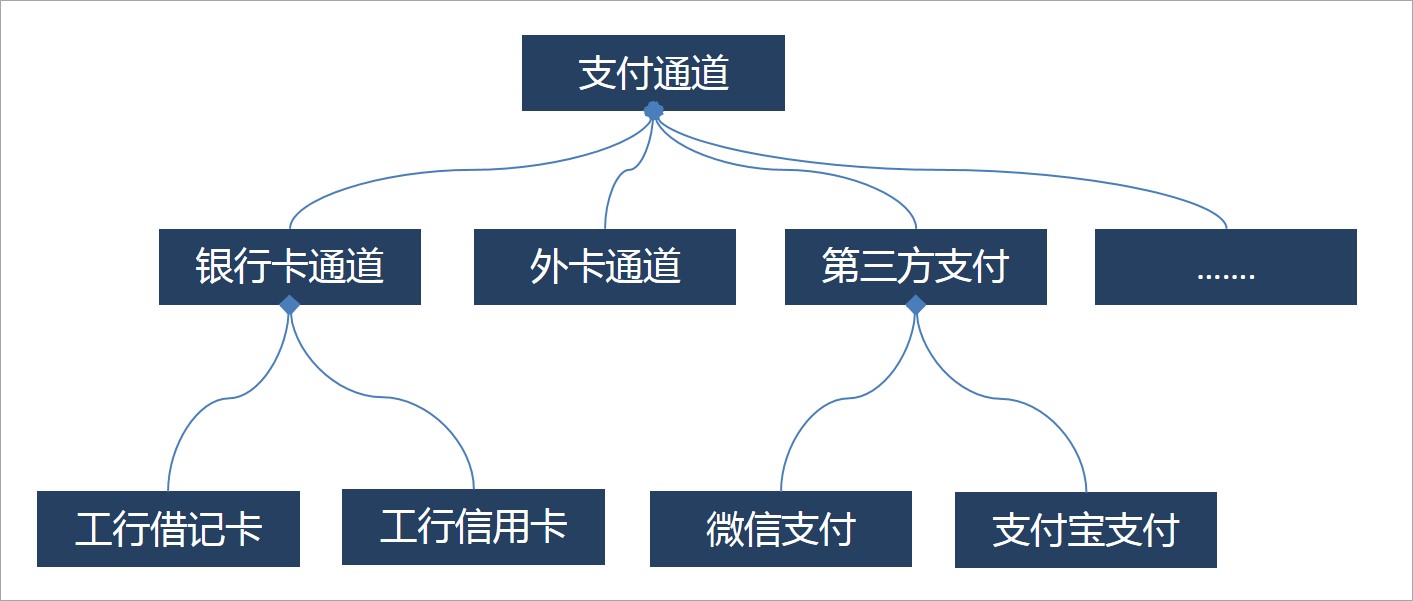 支付通道
银行卡通道
外卡通道
第三方支付
.......
工行借记卡
工行信用卡
微信支付
支付宝支付